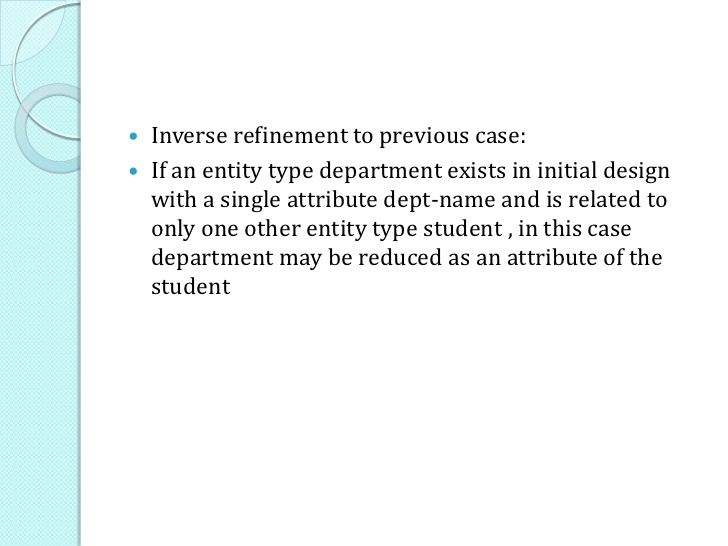 • Inverse refinement to previous case:
• If an entity type department exists in initial design
with a single attribute dept-name and is related to
only one other entity type student , in this case
department may be reduced as an attribute of the
student